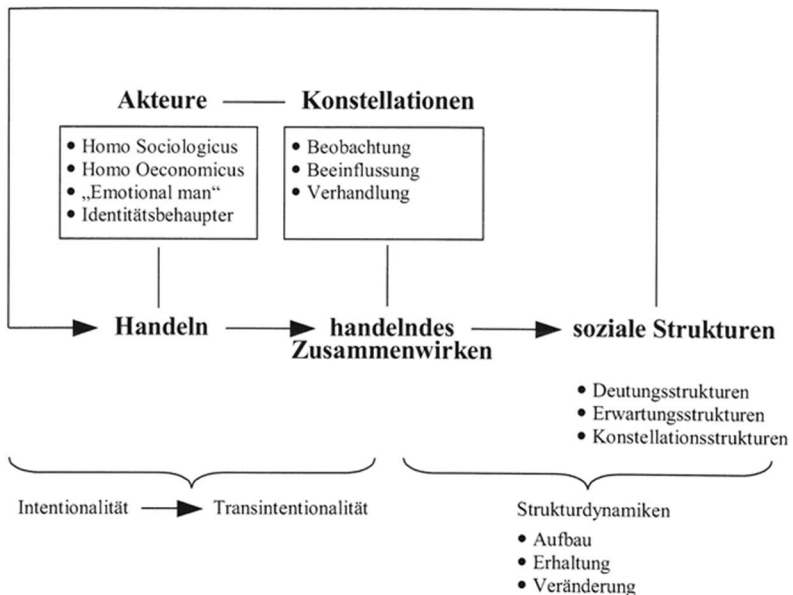 Akteure
Konstellationen
• Homo Sociologicus
• Homo Oeconomicus
• „Emotional man“
• Identitätsbehaupter
• Beobachtung
• Beeinflussung
• Verhandlung
Handeln
handelndes
Zusammenwirken
soziale Strukturen
• Deutungsstrukturen
• Erwartungsstrukturen
• Konstellationsstrukturen
Intentionalität
Transintentionalität
Strukturdynamiken
• Aufbau
• Erhaltung
• Veränderung